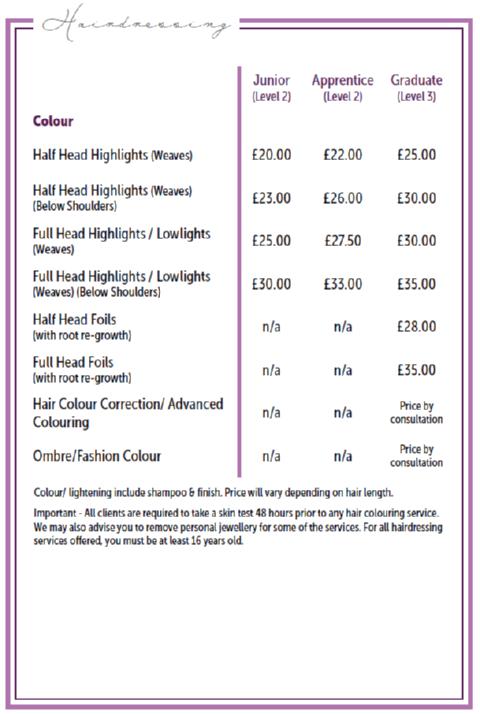 Hairdressing
Junior Apprentice Graduate
(Level 2) (Level 2) (Level 3)
Colour
Half Head Highlights (Weaves) £20.00 £22.00 £25.00
Half Head Highlights (Weaves)
(Below Shoulders) £23.00 £26.00 £30.00
Full Head Highlights / Lowlights
(Weaves) £25.00 £27.50 £30.00
Full Head Highlights / Lowlights
(Weaves) (Below Shoulders) £30.00 £33.00 £35.00
Half Head Foils
(with root re-growth) n/a n/a £28.00
Full Head Foils
(with root re-growth) n/a n/a £35.00
Hair Colour Correction/ Advanced
Colouring n/a n/a Price by
consultation
Ombre/Fashion Colour n/a n/a Price by
consultation
Colour/ lightening include shampoo & finish. Price will vary depending on hair length.
Important - All clients are required to take a skin test 48 hours prior to any hair colouring service.
We may also advise you to remove personal jewellery for some of the services. For all hairdressing
services offered, you must be at least 16 years old.